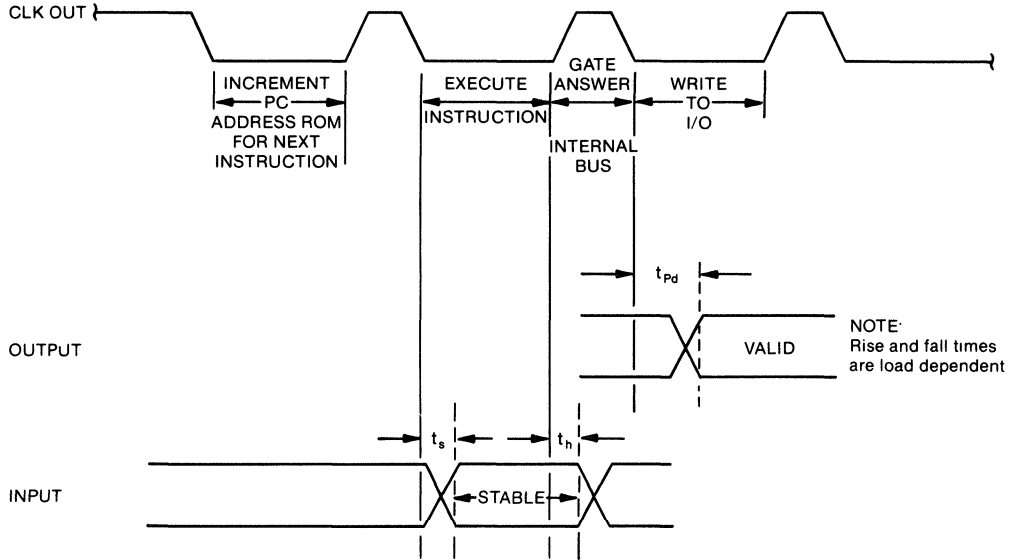 CLK OUT
INCREMENT
PC
ADDRESS ROM
FOR NEXT
INSTRUCTION
EXECUTE
INSTRUCTION
GATE
ANSWER
INTERNAL
BUS
WRITE
TO
I/O
tPd
OUTPUT
VALID
NOTE·
Rise and fall times
are load dependent
ts
th
INPUT
STABLE